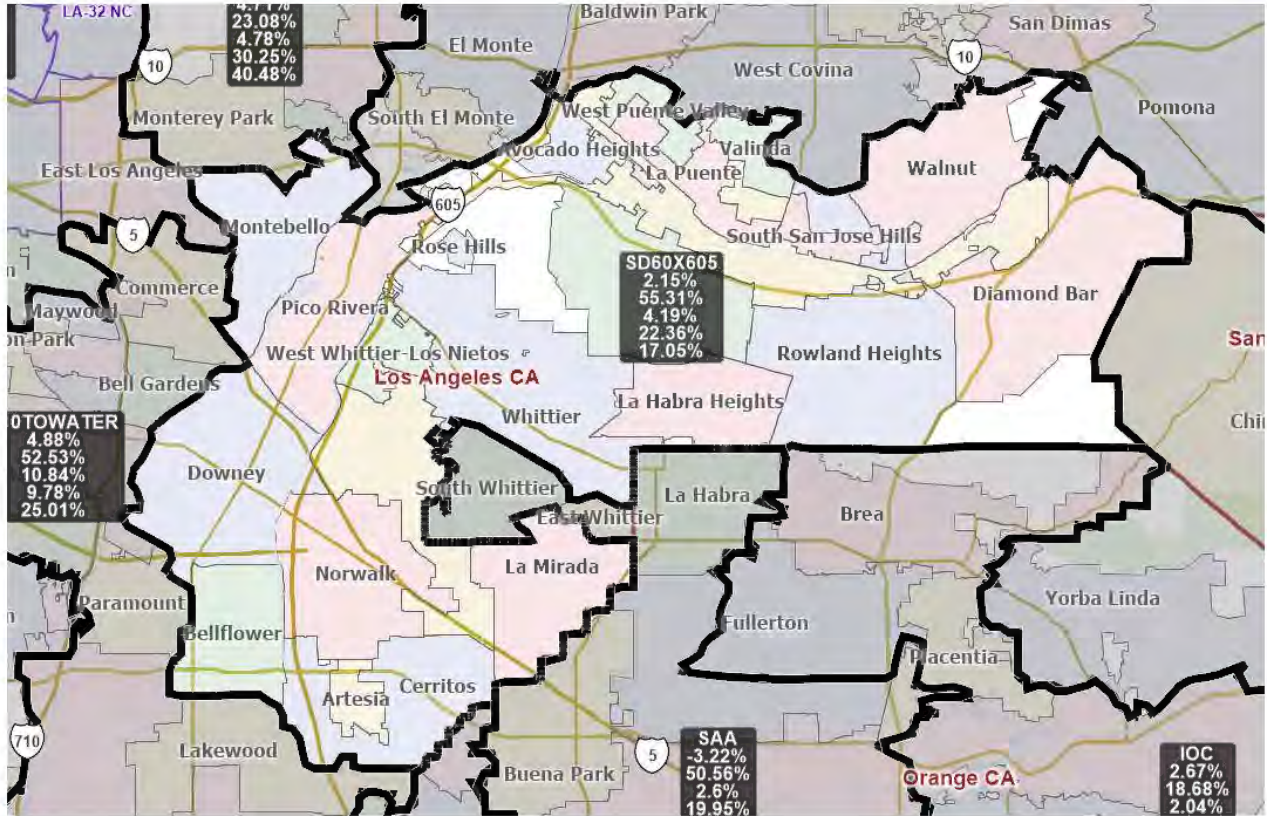 LA-32 NC
4.71%
23.08%
4.78%
30.25%
40.48%
Baldwin Park
San Dimas
El Monte
10
10
West Covina
Pomona
Monterey Park
South El Monte
West Puente Valley
Avocado Heights
Valinda
East Los Angeles
La Puente
Walnut
605
Montebello
5
Rose Hills
South San Jose Hills
SD60X605
2.15%
55.31%
4.19%
22.36%
17.05%
Commerce
Diamond Bar
Maywood
Pico Rivera
San
West Whittier-Los Nietos
Rowland Heights
Bell Gardens
Los Angeles CA
La Habra Heights
Whittier
0TOWATER
4.88%
52.53%
10.84%
9.78%
25.01%
Chi
Downey
South Whittier
La Habra
East Whittier
Brea
Norwalk
La Mirada
Paramount
Yorba Linda
Bellflower
Fullerton
Placentia
Artesia
Cerritos
710
Lakewood
5
Buena Park
SAA
-3.22%
50.56%
2.6%
19.95%
Orange CA
IOC
2.67%
18.68%
2.04%